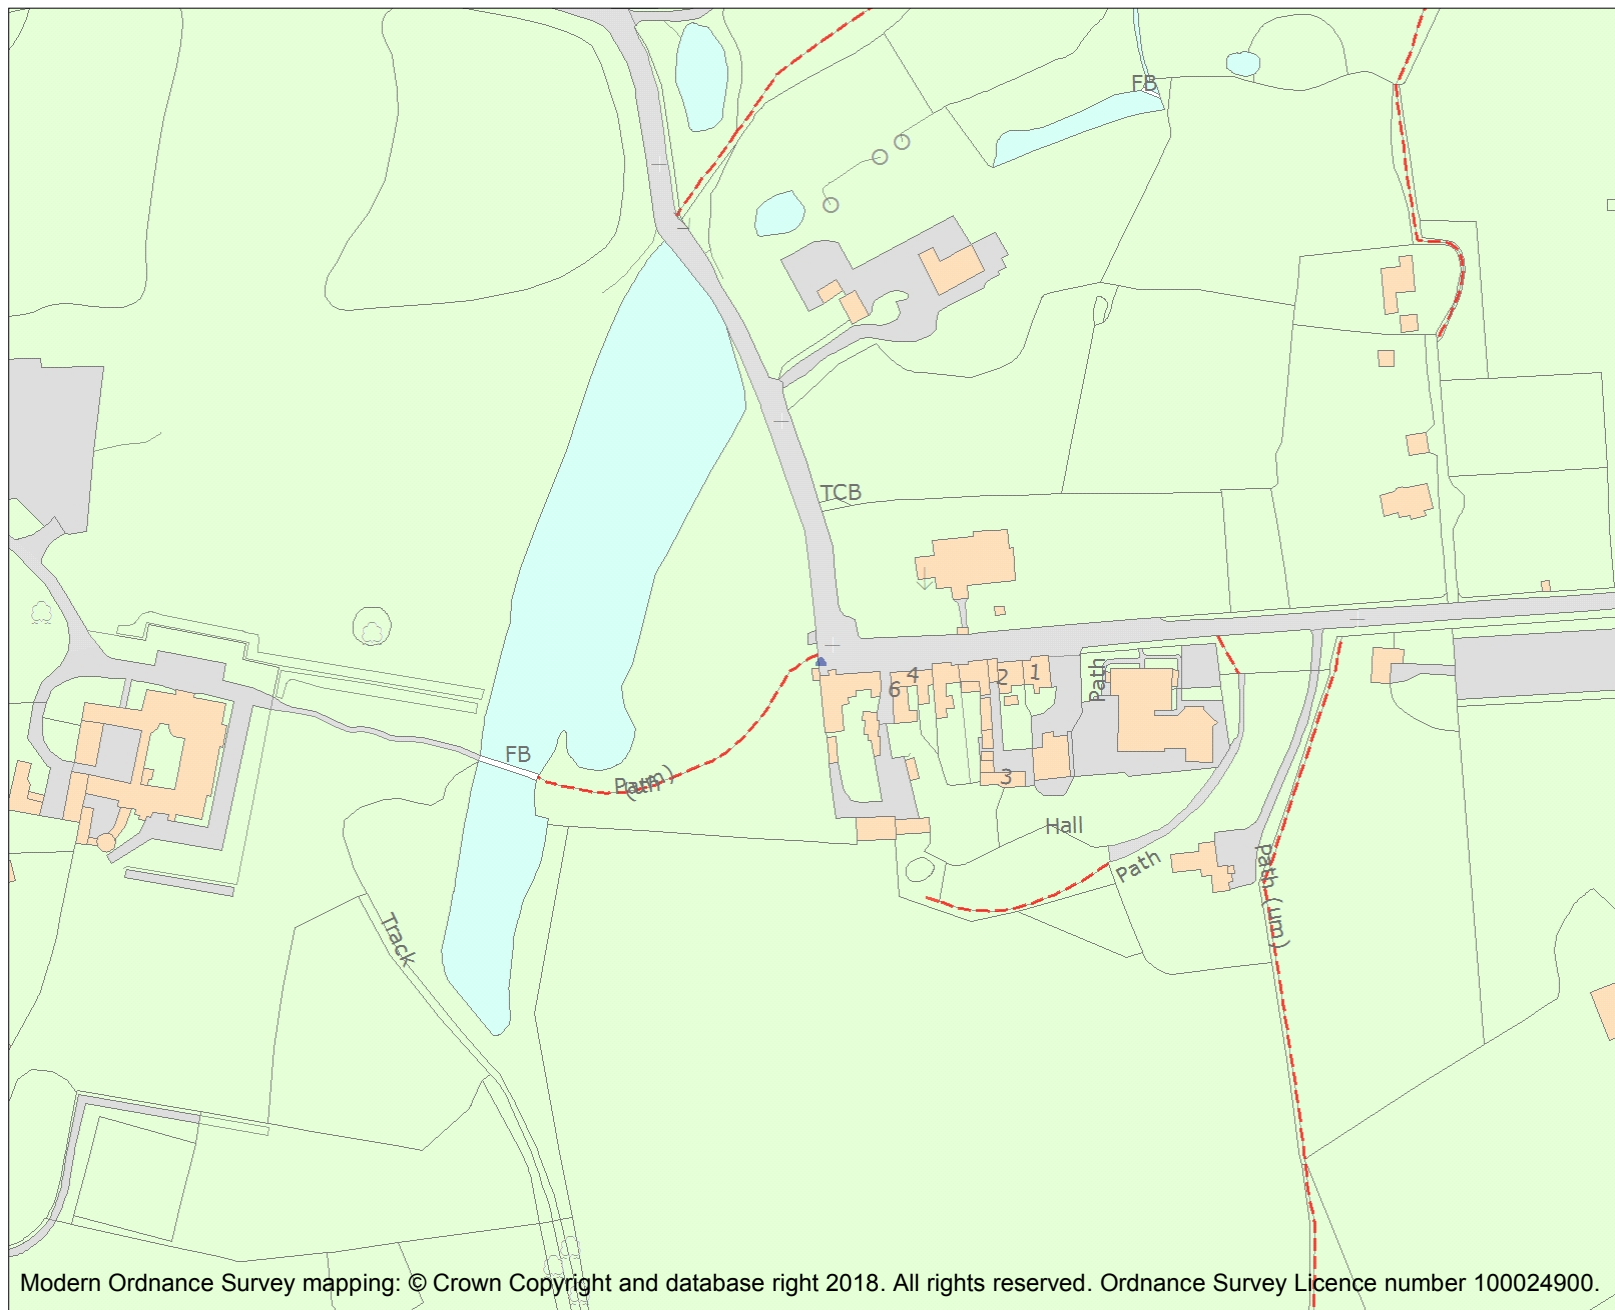 FB
TCB
Path
4
2
1
6
FB
Path
(um)
3
Hall
Path
Path (um)
Track
Modern Ordnance Survey mapping: © Crown Copyright and database right 2018. All rights reserved. Ordnance Survey Licence number 100024900.